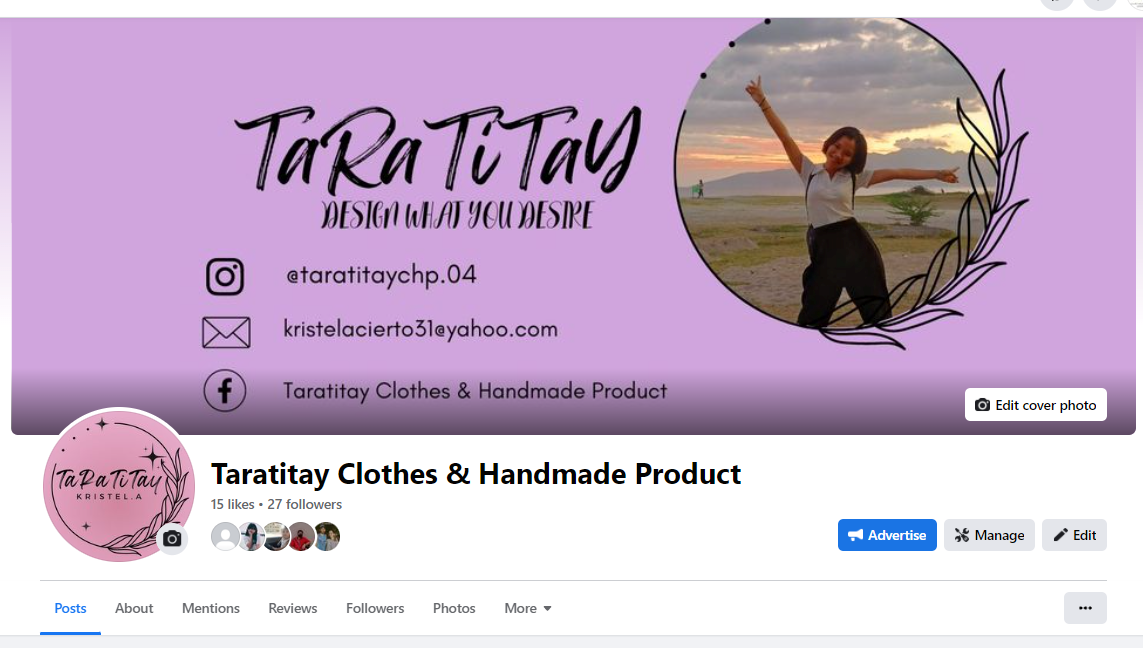 TaRaTiTaY
DESIGN WHAT YOU DESIRE
@taratitaychp.04
kristelacierto31@yahoo.com
Taratitay Clothes & Handmade Product
Edit cover photo
TaRaTiTaY
KRISTEL.A
Taratitay Clothes & Handmade Product
15 likes • 27 followers
Advertise
Manage
Edit
Posts
About
Mentions
Reviews
Followers
Photos
More